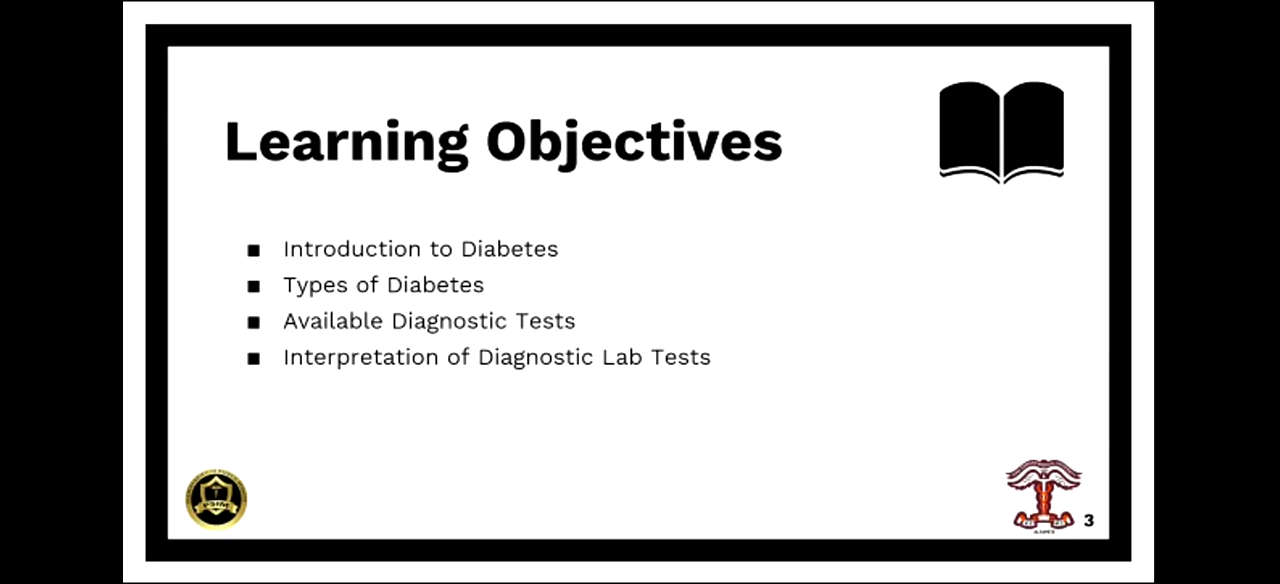 Learning Objectives
■ Introduction to Diabetes
■ Types of Diabetes
■ Available Diagnostic Tests
■ Interpretation of Diagnostic Lab Tests
3